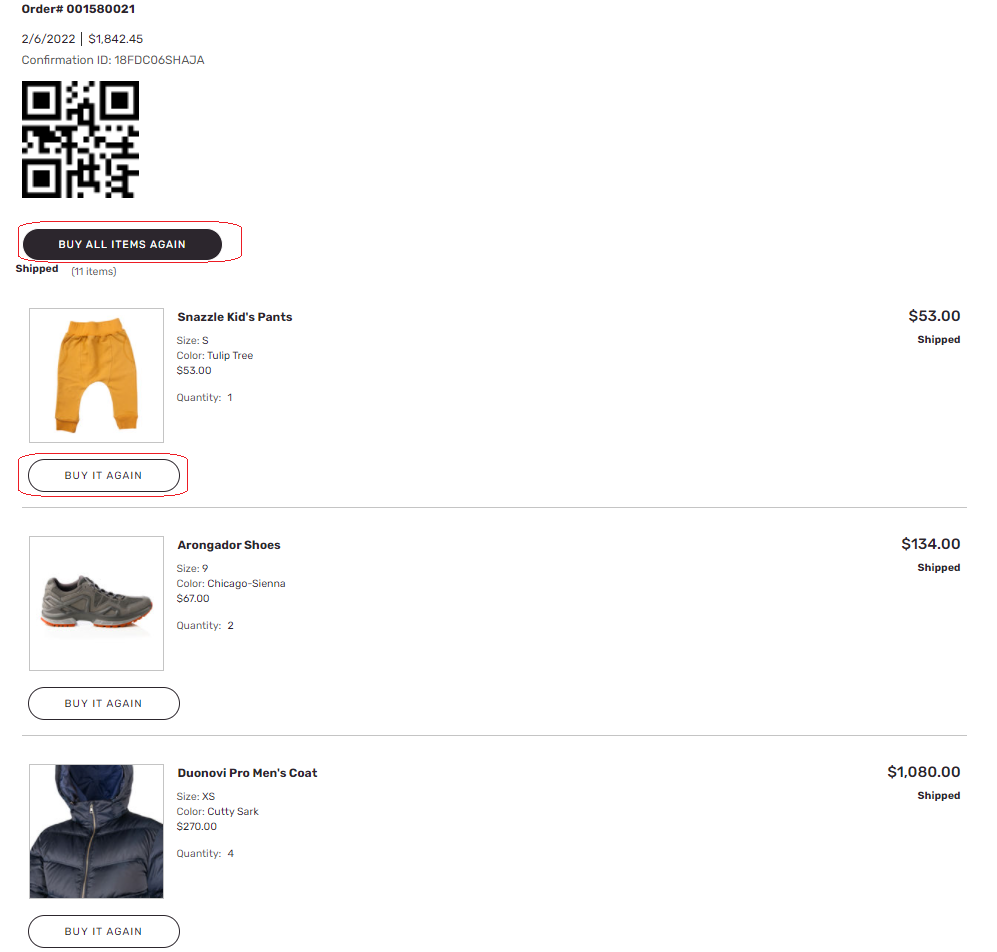 Order# 001580021
2/6/2022 | $1,842.45
Confirmation ID: 18FDC06SHAJA
BUY ALL ITEMS AGAIN
Shipped (11 items)
Snazzle Kid's Pants
$53.00
Size: S
Shipped
Color: Tulip Tree
$53.00
Quantity: 1
BUY IT AGAIN
Arongador Shoes
$134.00
Size: 9
Shipped
Color: Chicago-Sienna
$67.00
Quantity: 2
BUY IT AGAIN
Duonovi Pro Men's Coat
$1,080.00
Size: XS
Shipped
Color: Cutty Sark
$270.00
Quantity: 4
BUY IT AGAIN